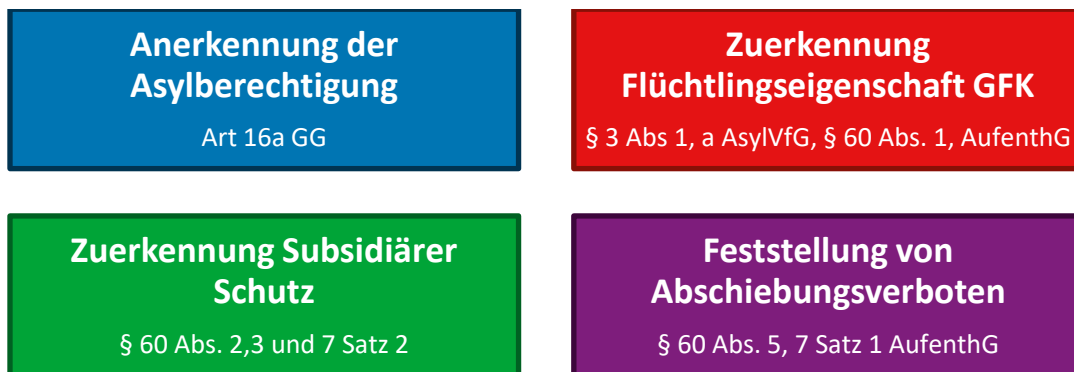 Anerkennung der
Asylberechtigung
Art 16a GG
Zuerkennung
Flüchtlingseigenschaft GFK
§ 3 Abs 1, a AsylVfG, § 60 Abs. 1, AufenthG
Zuerkennung Subsidiärer
Schutz
§ 60 Abs. 2,3 und 7 Satz 2
Feststellung von
Abschiebungsverboten
§ 60 Abs. 5, 7 Satz 1 AufenthG